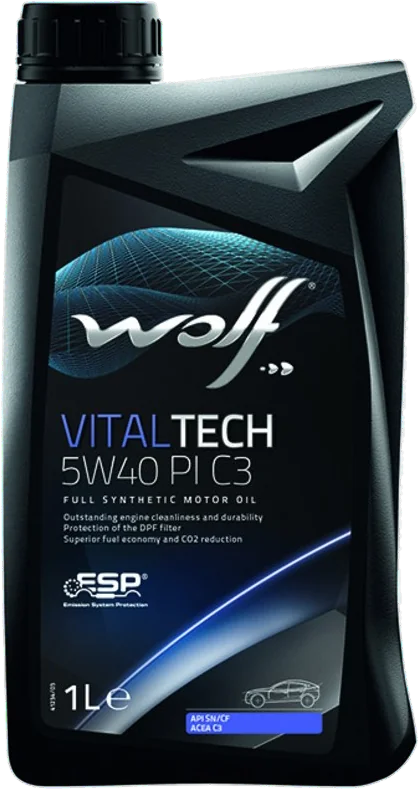 wolf®
VITALTECH
5W40 PI C3
FULL SYNTHETIC MOTOR OIL
Outstanding engine cleanliness and durability
Protection of the DPF filter
Superior fuel economy and CO2 reduction
ESP®
Emission System Protection
1L℮
API SN/CF
ACEA C3